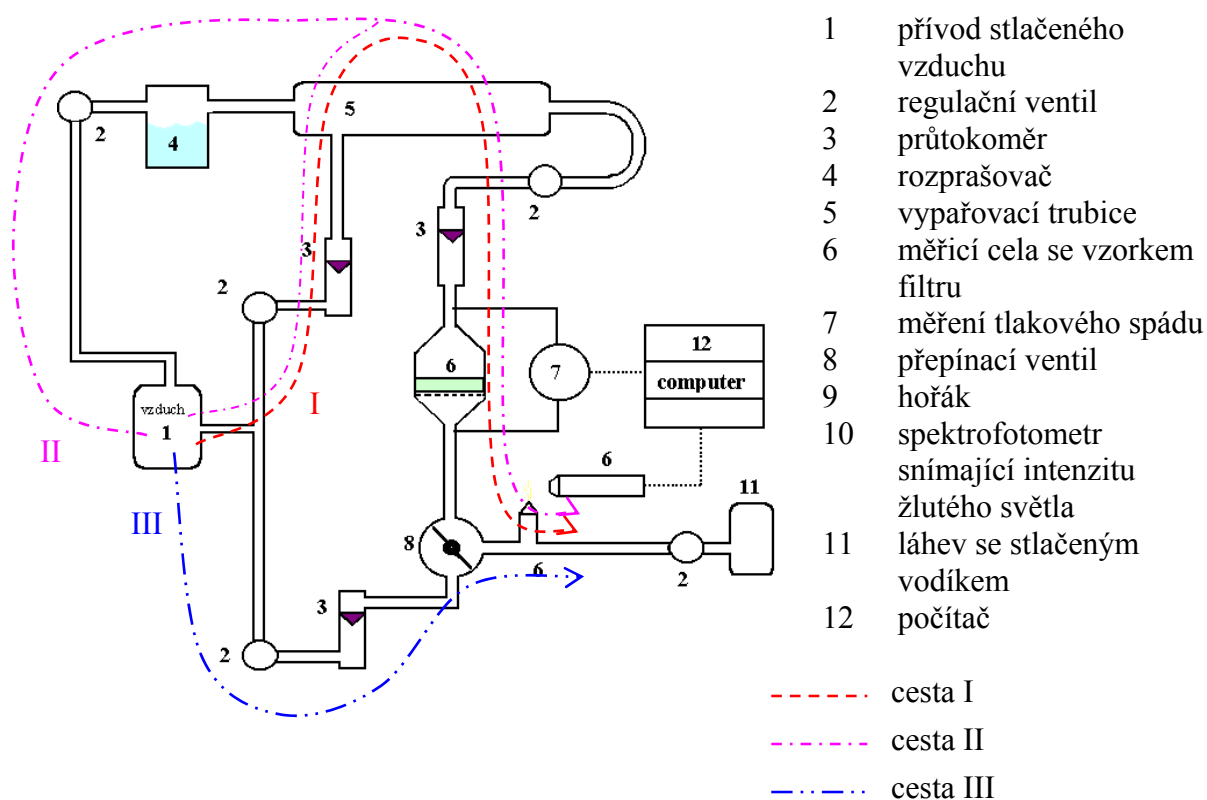 1 přívod stlačeného
vzduchu
2 regulační ventil
3 průtokoměr
4 rozprašovač
5 vypařovací trubice
6 měřicí cela se vzorkem
filtru
7 měření tlakového spádu
8 přepínací ventil
9 hořák
10 spektrofotometr
snímající intenzitu
žlutého světla
11 láhev se stlačeným
vodíkem
12 počítač
cesta I
cesta II
cesta III
2
4
5
2
3
3
2
12
computer
6
7
vzduch
1
I
II
III
6
11
8
6
2
3
2